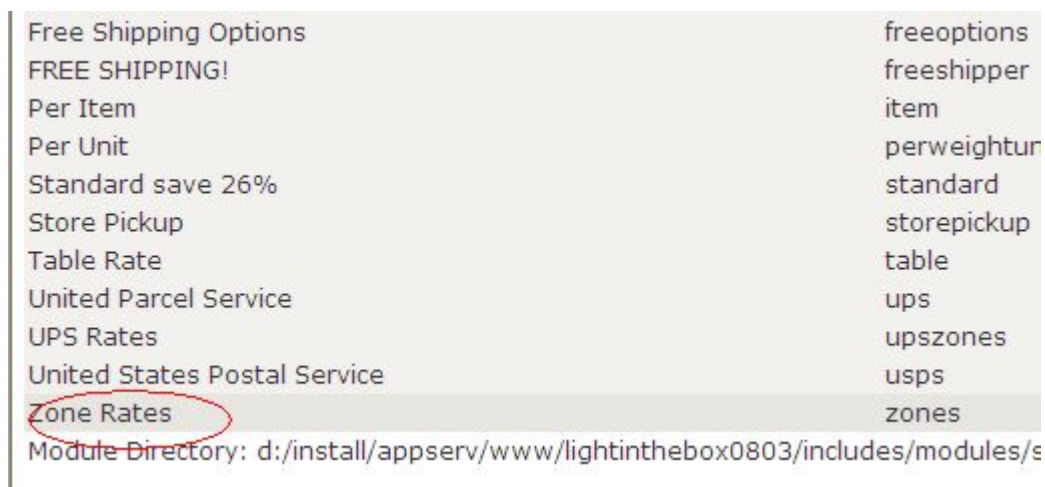 Free Shipping Options freeoptions
FREE SHIPPING! freeshipper
Per Item item
Per Unit
Standard save 26% standard
Store Pickup storepickup
Table Rate table
United Parcel Service ups
UPS Rates upszones
United States Postal Service usps
Zone Rates zones
Module Directory: d:/install/appserv/www/lightinthebox0803/includes/modules/